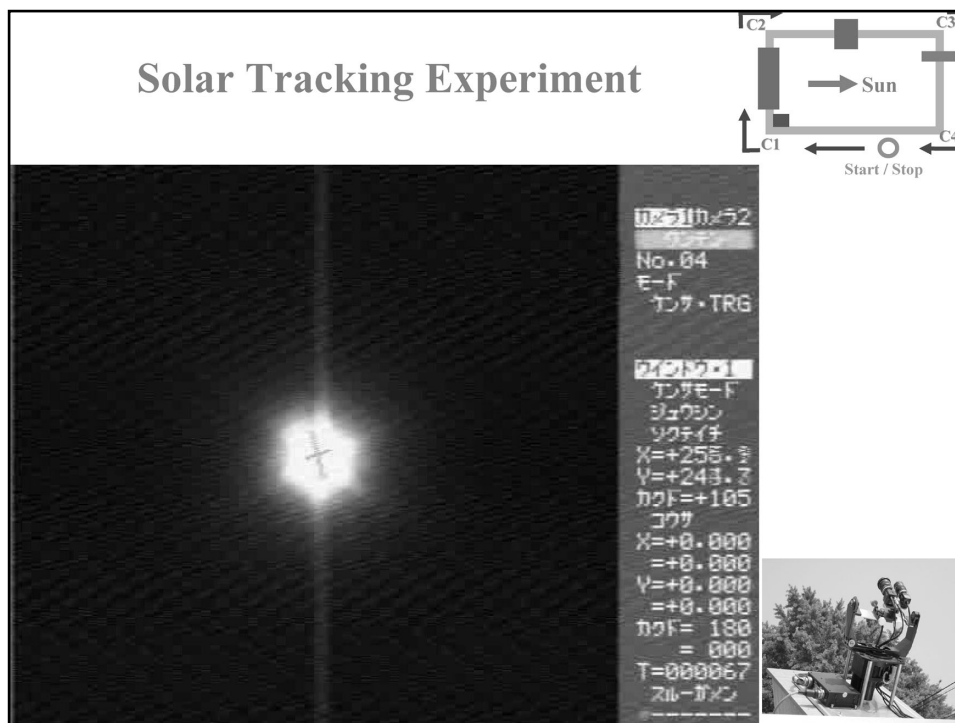 Solar Tracking Experiment
C2
C3
Sun
C1
C4
Start / Stop
カメラ1カメラ2
ウンテン
No.04
モード
ケンサ・TRG
ウインドウ・1
ケンサモード
ジュウシン
ソクテイチ
カクド=+105
コウサ
X=+0.000
=+0.000
Y=+0.000
=+0.000
カクド= 180
= 000
T=000067
スルーガメン